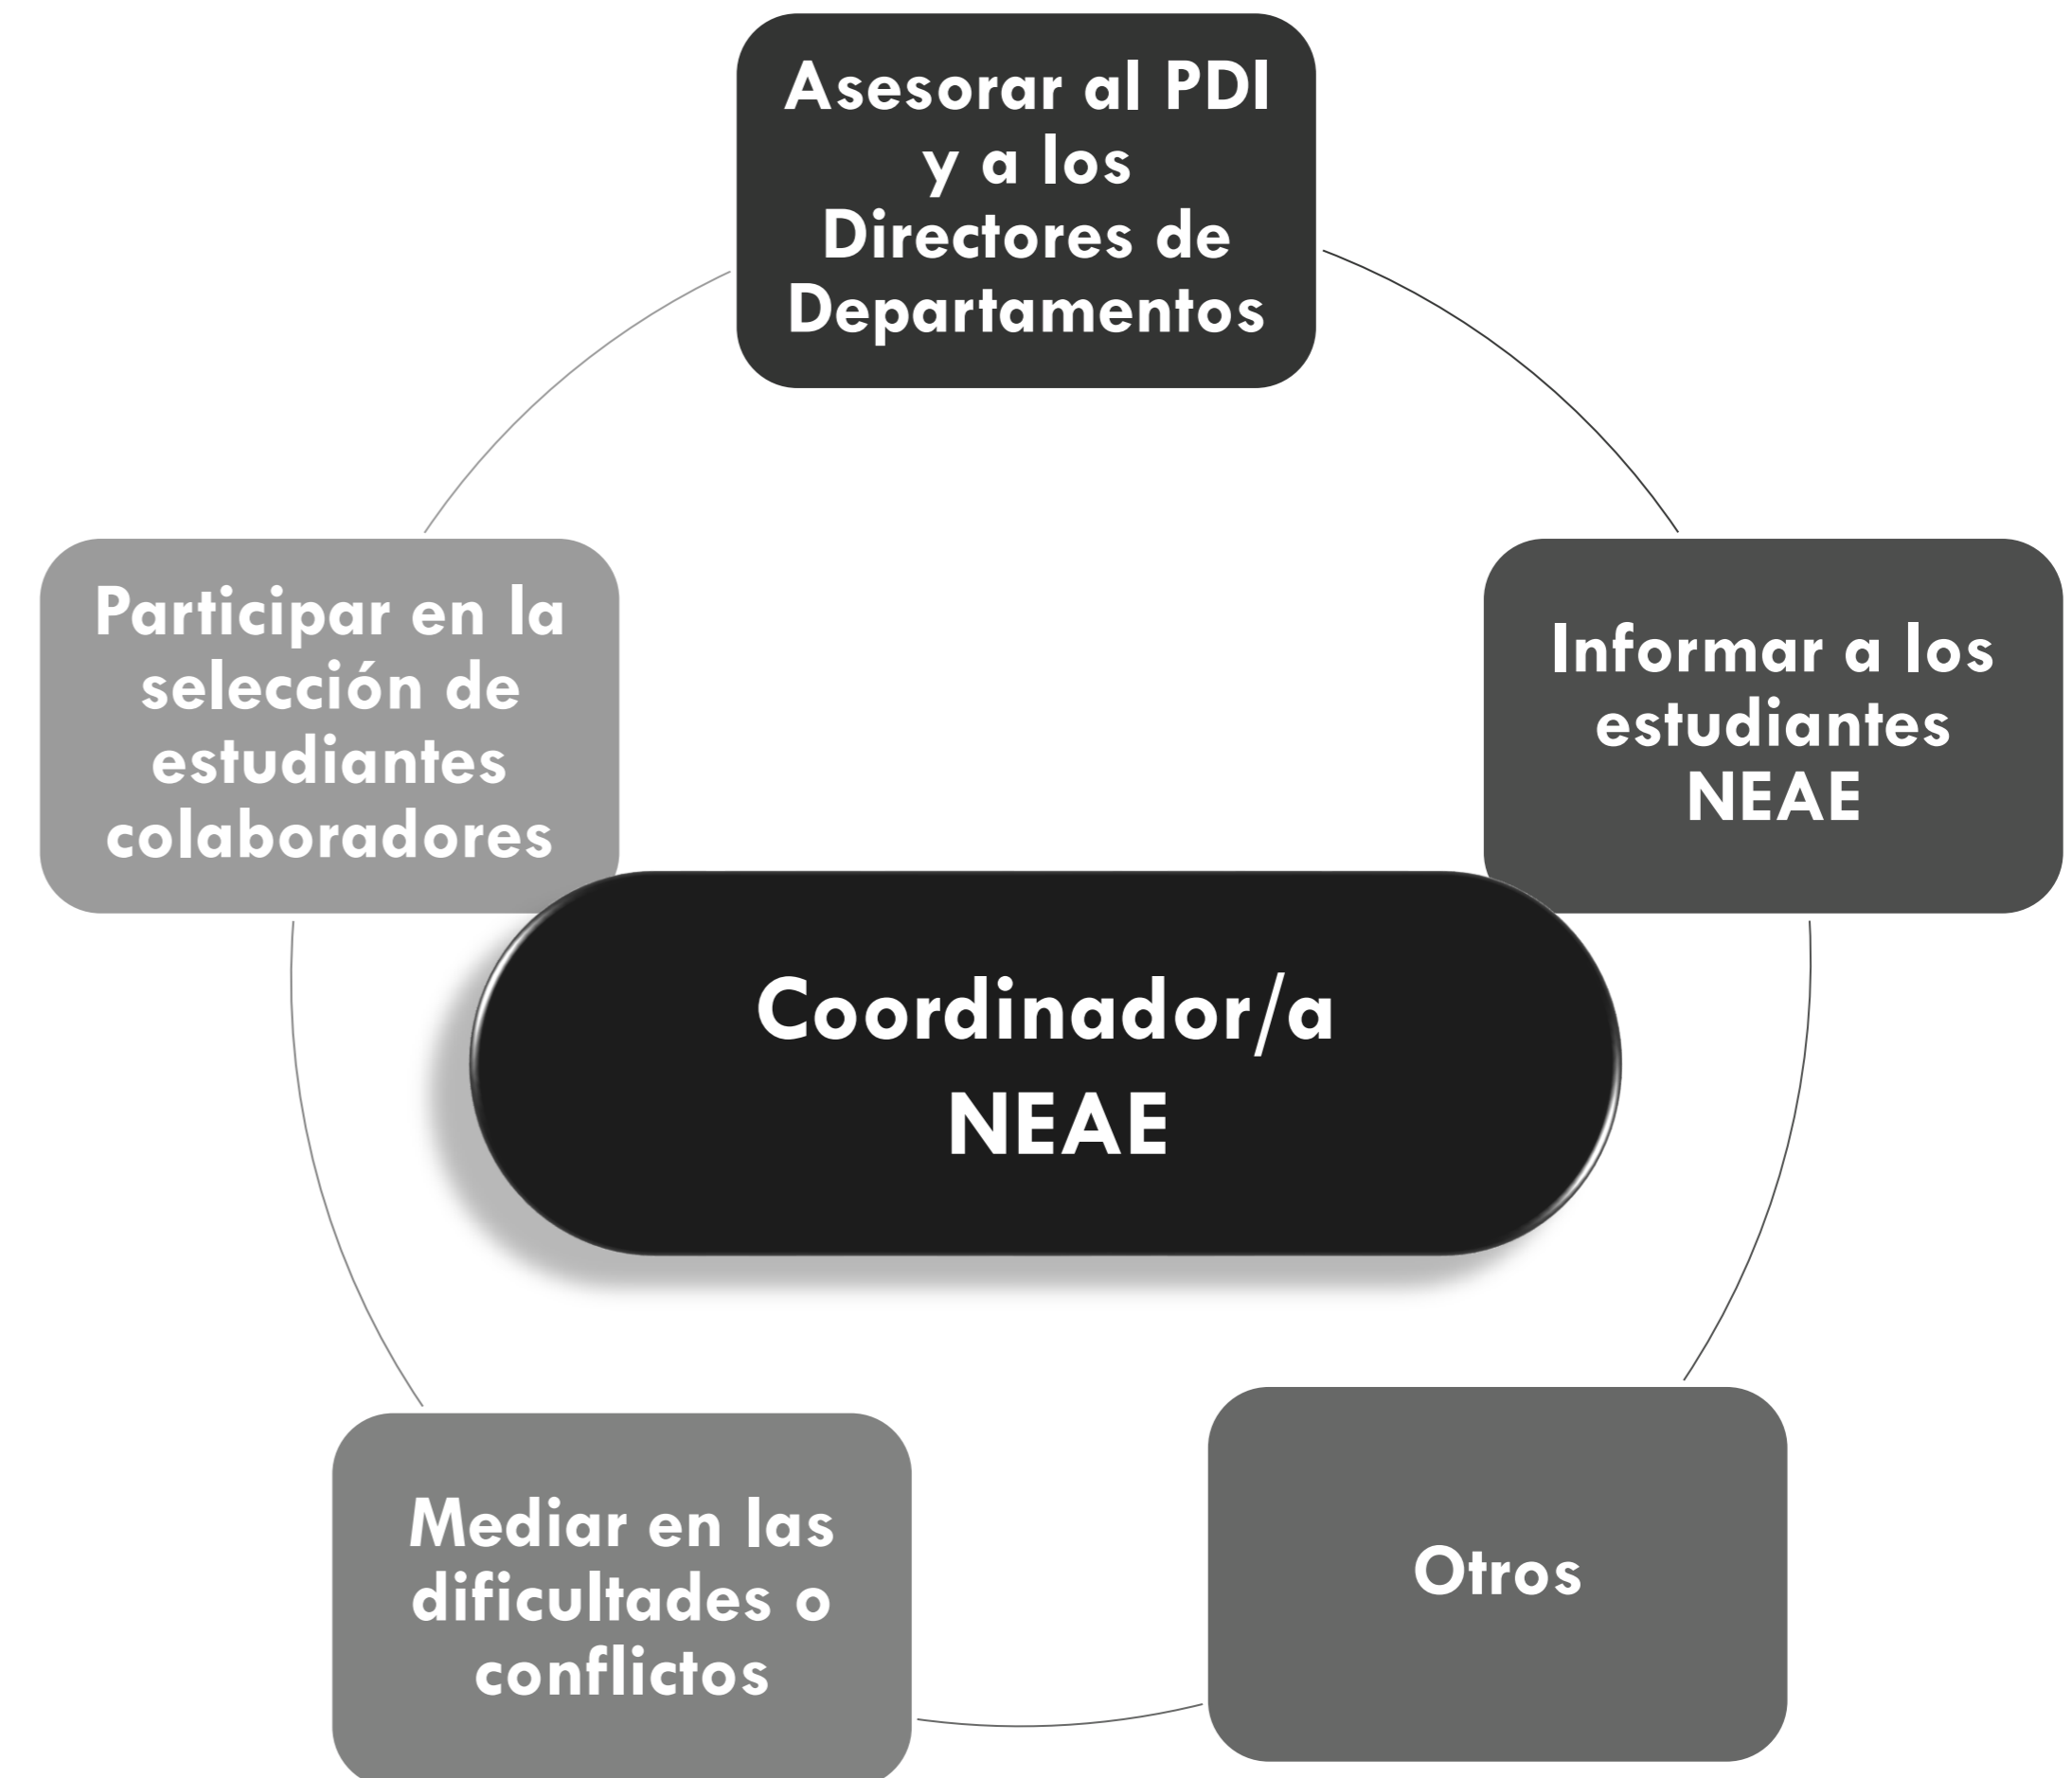 Asesorar al PDI
y a los
Directores de
Departamentos
Participar en la
selección de
estudiantes
colaboradores
Informar a los
estudiantes
NEAE
Coordinador/a
NEAE
Mediar en las
dificultades o
conflictos
Otros